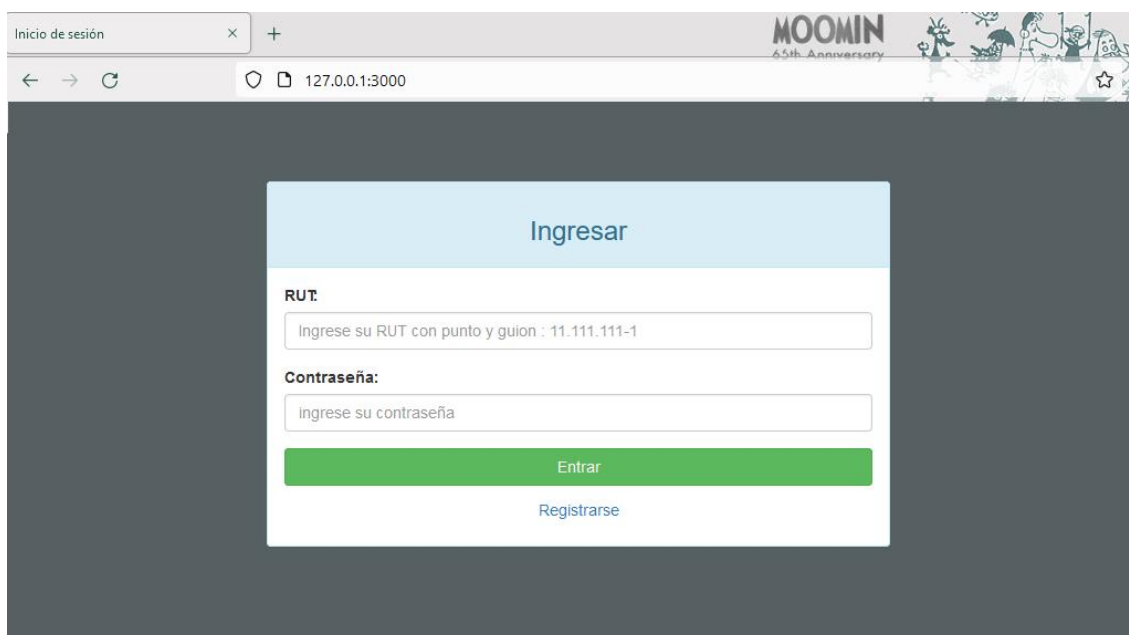 Inicio de sesión
MOOMIN
65th Anniversary
127.0.0.1:3000
Ingresar
RUT:
Ingrese su RUT con punto y guion : 11.111.111-1
Contraseña:
ingrese su contraseña
Entrar
Registrarse